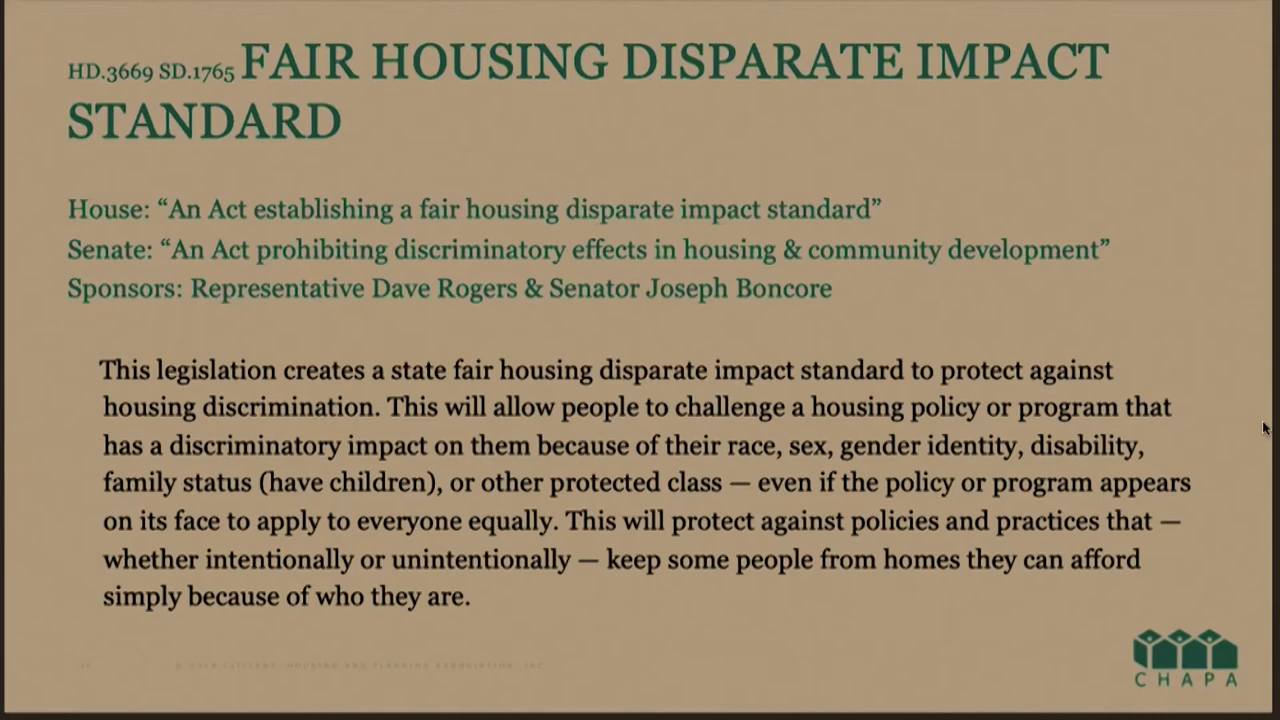 HD.3669 SD.1765 FAIR HOUSING DISPARATE IMPACT
STANDARD
House: “An Act establishing a fair housing disparate impact standard”
Senate: “An Act prohibiting discriminatory effects in housing & community development”
Sponsors: Representative Dave Rogers & Senator Joseph Boncore
This legislation creates a state fair housing disparate impact standard to protect against
housing discrimination. This will allow people to challenge a housing policy or program that
has a discriminatory impact on them because of their race, sex, gender identity, disability,
family status (have children), or other protected class — even if the policy or program appears
on its face to apply to everyone equally. This will protect against policies and practices that —
whether intentionally or unintentionally — keep some people from homes they can afford
simply because of who they are.
CITIZENS' HOUSING AND PLANNING ASSOCIATION, INC
CHAPA